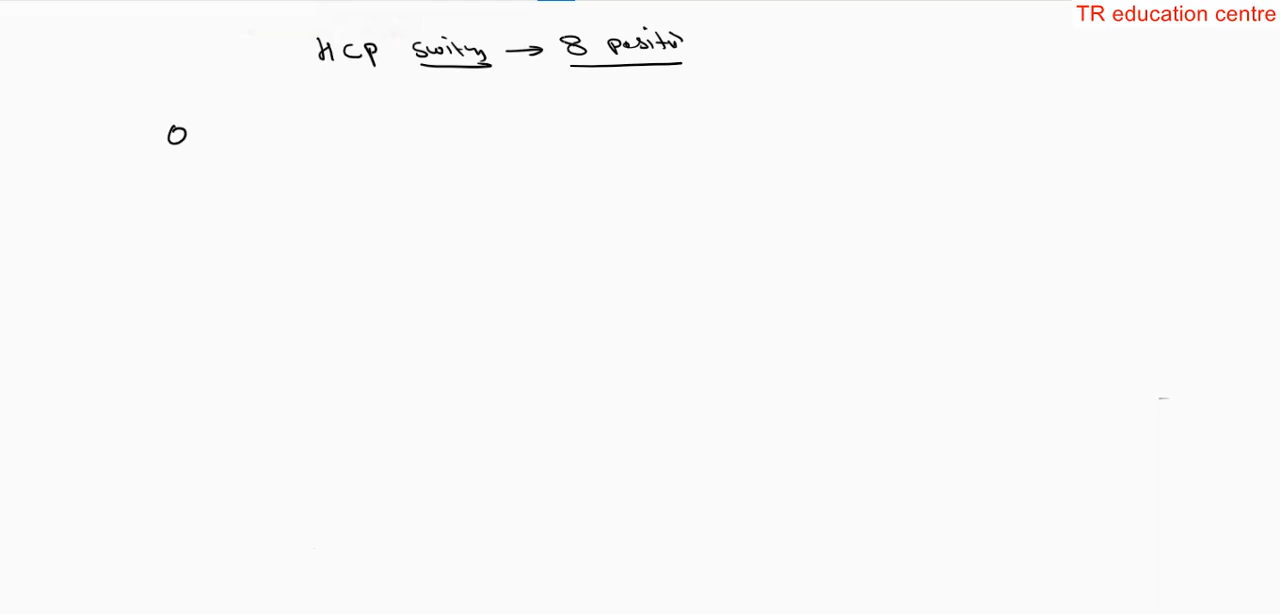 TR education centre
HCP switch → 8 positi
0